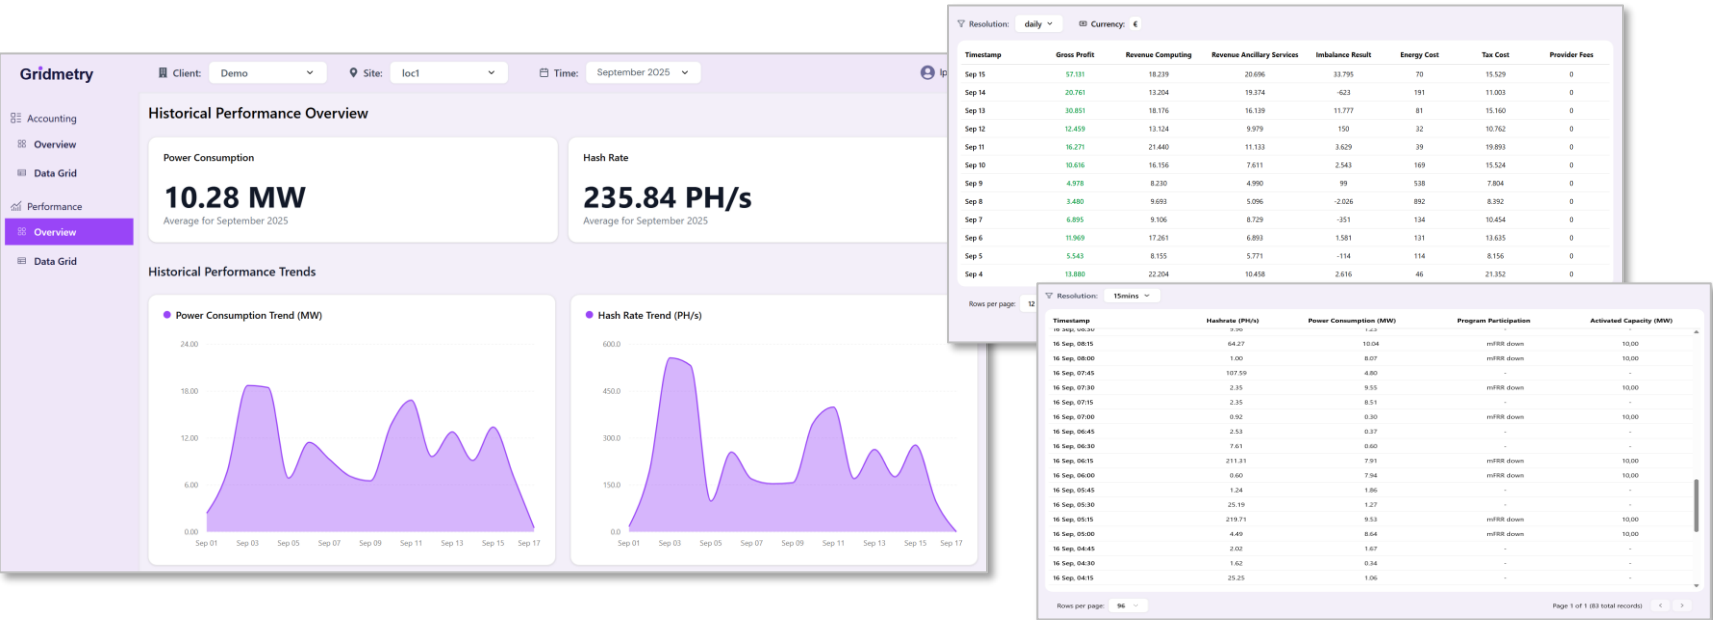 Gridmetry
Client: Demo
Site: loc1
Time: September 2025
Accounting
Overview
Data Grid
Performance
Overview
Data Grid
Historical Performance Overview
Power Consumption
10.28 MW
Average for September 2025
Hash Rate
235.84 PH/s
Average for September 2025
Historical Performance Trends
Power Consumption Trend (MW)
24.00
18.00
12.00
6.00
0.00
Sep 01 Sep 03 Sep 05 Sep 07 Sep 09 Sep 11 Sep 13 Sep 15 Sep 17
Hash Rate Trend (PH/s)
600.0
450.0
300.0
150.0
0.0
Sep 01 Sep 03 Sep 05 Sep 07 Sep 09 Sep 11 Sep 13 Sep 15 Sep 17
Resolution: daily Currency: €
Timestamp Gross Profit Revenue Computing Revenue Ancillary Services Imbalance Result Energy Cost Tax Cost Provider Fees
Sep 15 57.131 18.239 20.696 33.795 70 15.529 0
Sep 14 20.761 13.204 19.374 -623 191 11.003 0
Sep 13 30.851 18.176 16.139 11.777 81 15.160 0
Sep 12 12.459 13.124 9.979 150 32 10.762 0
Sep 11 16.271 21.440 11.133 3.629 39 19.893 0
Sep 10 10.616 16.156 7.611 2.543 169 15.524 0
Sep 9 4.978 8.230 4.990 99 538 7.804 0
Sep 8 3.480 9.693 5.096 -2.026 892 8.392 0
Sep 7 6.895 9.106 8.729 -351 134 10.454 0
Sep 6 11.969 17.261 6.893 1.581 131 13.635 0
Sep 5 5.543 8.155 5.771 -114 114 8.156 0
Sep 4 13.880 22.204 10.458 2.616 46 21.352 0
Rows per page: 12
Resolution: 15mins
Timestamp Hashrate (PH/s) Power Consumption (MW) Program Participation Activated Capacity (MW)
16 Sep, 08:30 9.96 1.23 - -
16 Sep, 08:15 64.27 10.04 mFRR down 10,00
16 Sep, 08:00 1.00 8.07 mFRR down 10,00
16 Sep, 07:45 107.59 4.80 - -
16 Sep, 07:30 2.35 9.55 mFRR down 10,00
16 Sep, 07:15 2.35 8.51 - -
16 Sep, 07:00 0.92 0.30 mFRR down 10,00
16 Sep, 06:45 2.53 0.37 - -
16 Sep, 06:30 7.61 0.60 - -
16 Sep, 06:15 211.31 7.91 mFRR down 10,00
16 Sep, 06:00 0.60 7.94 mFRR down 10,00
16 Sep, 05:45 1.24 1.86 - -
16 Sep, 05:30 25.19 1.27 - -
16 Sep, 05:15 219.71 9.53 mFRR down 10,00
16 Sep, 05:00 4.49 8.64 mFRR down 10,00
16 Sep, 04:45 2.02 1.67 - -
16 Sep, 04:30 1.62 0.34 - -
16 Sep, 04:15 25.25 1.06 - -
Rows per page: 96
Page 1 of 1 (83 total records)